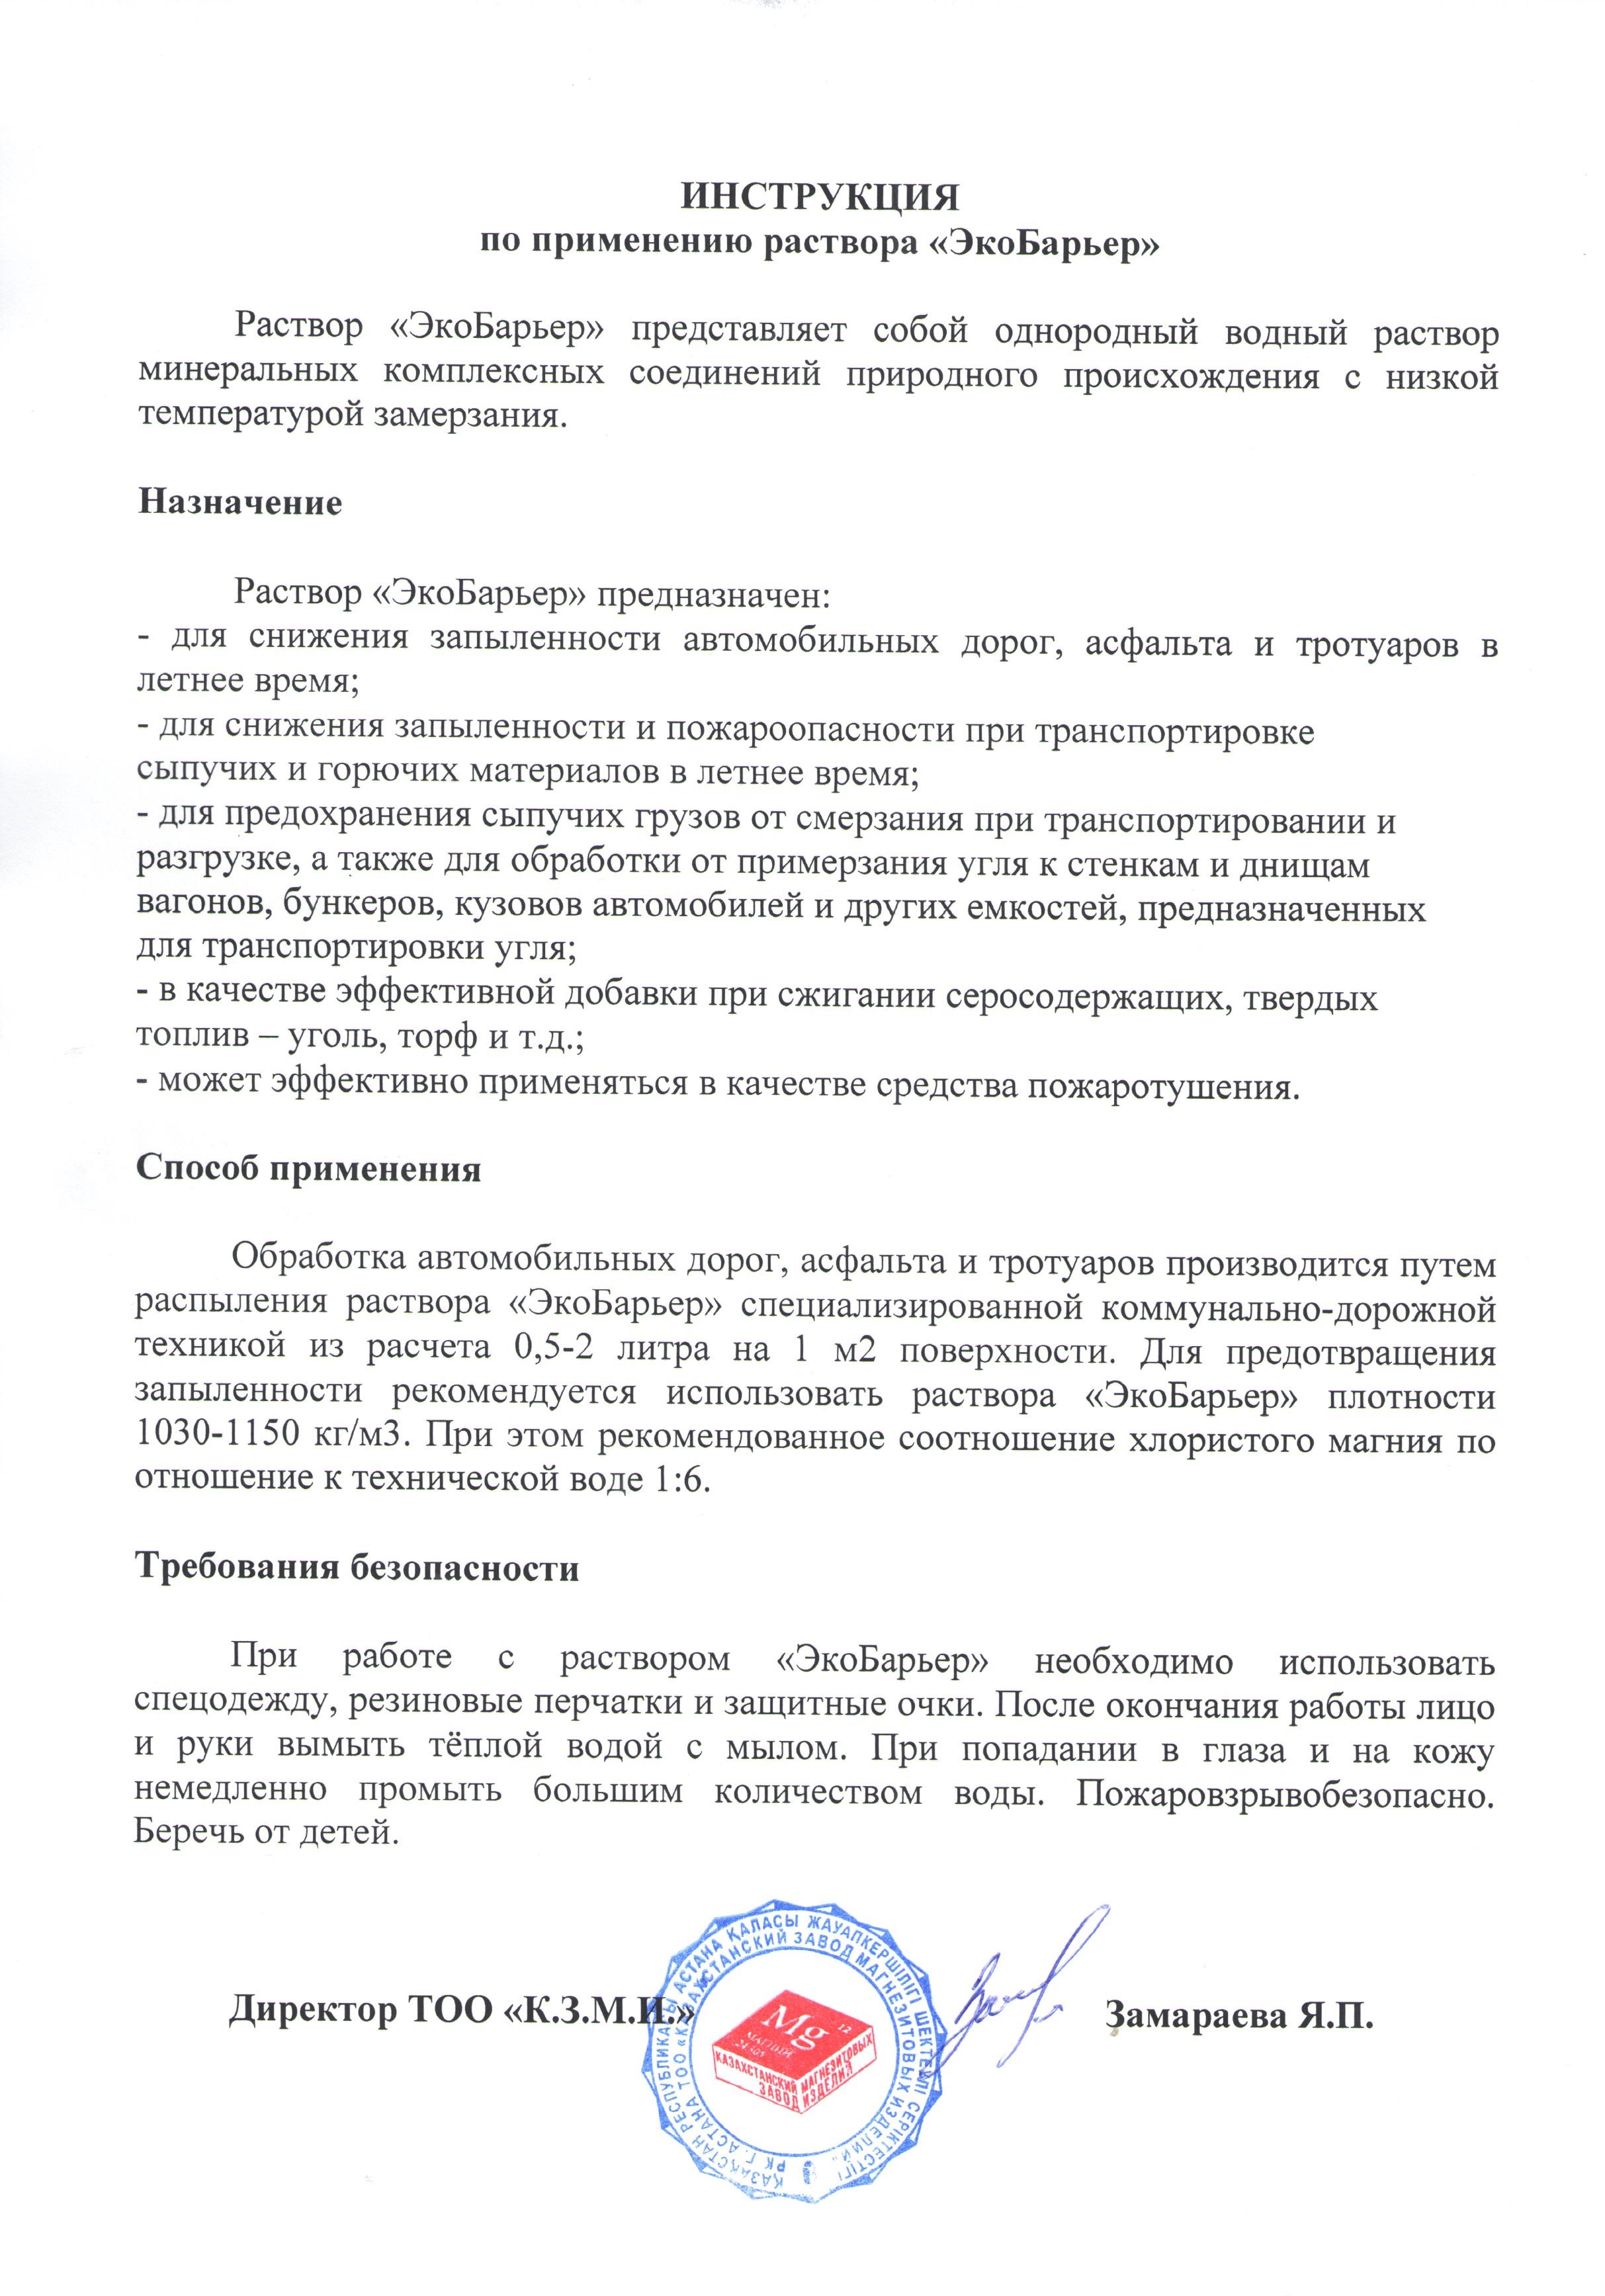 ИНСТРУКЦИЯ
по применению раствора «ЭкоБарьер»
Раствор «ЭкоБарьер» представляет собой однородный водный раствор
минеральных комплексных соединений природного происхождения с низкой
температурой замерзания.
Назначение
Раствор «ЭкоБарьер» предназначен:
- для снижения запыленности автомобильных дорог, асфальта и тротуаров в
летнее время;
- для снижения запыленности и пожароопасности при транспортировке
сыпучих и горючих материалов в летнее время;
- для предохранения сыпучих грузов от смерзания при транспортировании и
разгрузке, а также для обработки от примерзания угля к стенкам и днищам
вагонов, бункеров, кузовов автомобилей и других емкостей, предназначенных
для транспортировки угля;
- в качестве эффективной добавки при сжигании серосодержащих, твердых
топлив – уголь, торф и т.д.;
- может эффективно применяться в качестве средства пожаротушения.
Способ применения
Обработка автомобильных дорог, асфальта и тротуаров производится путем
распыления раствора «ЭкоБарьер» специализированной коммунально-дорожной
техникой из расчета 0,5-2 литра на 1 м2 поверхности. Для предотвращения
запыленности рекомендуется использовать раствора «ЭкоБарьер» плотности
1030-1150 кг/м3. При этом рекомендованное соотношение хлористого магния по
отношение к технической воде 1:6.
Требования безопасности
При работе с раствором «ЭкоБарьер» необходимо использовать
спецодежду, резиновые перчатки и защитные очки. После окончания работы лицо
и руки вымыть тёплой водой с мылом. При попадании в глаза и на кожу
немедленно промыть большим количеством воды. Пожаровзрывобезопасно.
Беречь от детей.
Директор ТОО «К.З.М.И.»
Замараева Я.П.
ҚАЗАҚСТАН РЕСПУБЛИКАСЫ АСТАНА ҚАЛАСЫ ЖАУАПКЕРШІЛІГІ ШЕКТЕУЛІ СЕРІКТЕСТІГІ
РК Г. АСТАНА ТОО «КАЗАХСТАНСКИЙ ЗАВОД МАГНЕЗИТОВЫХ ИЗДЕЛИЙ»
Mg
12
МАГНИЙ
24,305
КАЗАХСТАНСКИЙ ЗАВОД
МАГНЕЗИТОВЫХ ИЗДЕЛИЙ